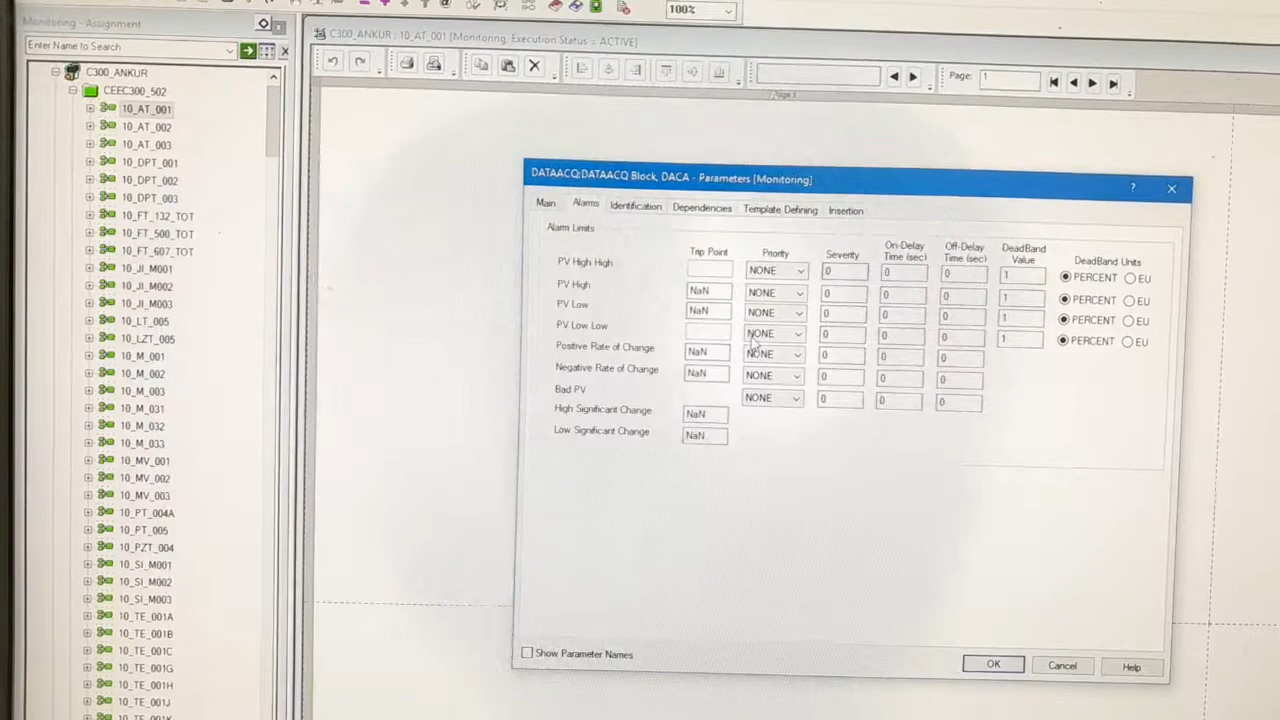 100%
Monitoring - Assignment
Enter Name to Search
C300_ANKUR
CEEC300_502
10_AT_001
10_AT_002
10_AT_003
10_DPT_001
10_DPT_002
10_DPT_003
10_FT_132_TOT
10_FT_500_TOT
10_FT_607_TOT
10_JI_M001
10_JI_M002
10_JI_M003
10_LT_005
10_LZT_005
10_M_001
10_M_002
10_M_003
10_M_031
10_M_032
10_M_033
10_MV_001
10_MV_002
10_MV_003
10_PT_004A
10_PT_005
10_PZT_004
10_SI_M001
10_SI_M002
10_SI_M003
10_TE_001A
10_TE_001B
10_TE_001C
10_TE_001G
10_TE_001H
10_TE_001J
10_TE_001K
C300_ANKUR : 10_AT_001 [Monitoring, Execution Status = ACTIVE]
Page: 1
Page 1
DATAACQ:DATAACQ Block, DACA - Parameters [Monitoring]
? 
Main Alarms Identification Dependencies Template Defining Insertion
Alarm Limits
Trip Point Priority Severity On-Delay Time (sec) Off-Delay Time (sec) DeadBand Value DeadBand Units
PV High High NONE 0 0 0 1 PERCENT EU
PV High NaN NONE 0 0 0 1 PERCENT EU
PV Low NaN NONE 0 0 0 1 PERCENT EU
PV Low Low NONE 0 0 0 1 PERCENT EU
Positive Rate of Change NaN NONE 0 0 0
Negative Rate of Change NaN NONE 0 0 0
Bad PV NONE 0 0 0
High Significant Change NaN
Low Significant Change NaN
Show Parameter Names
OK Cancel Help